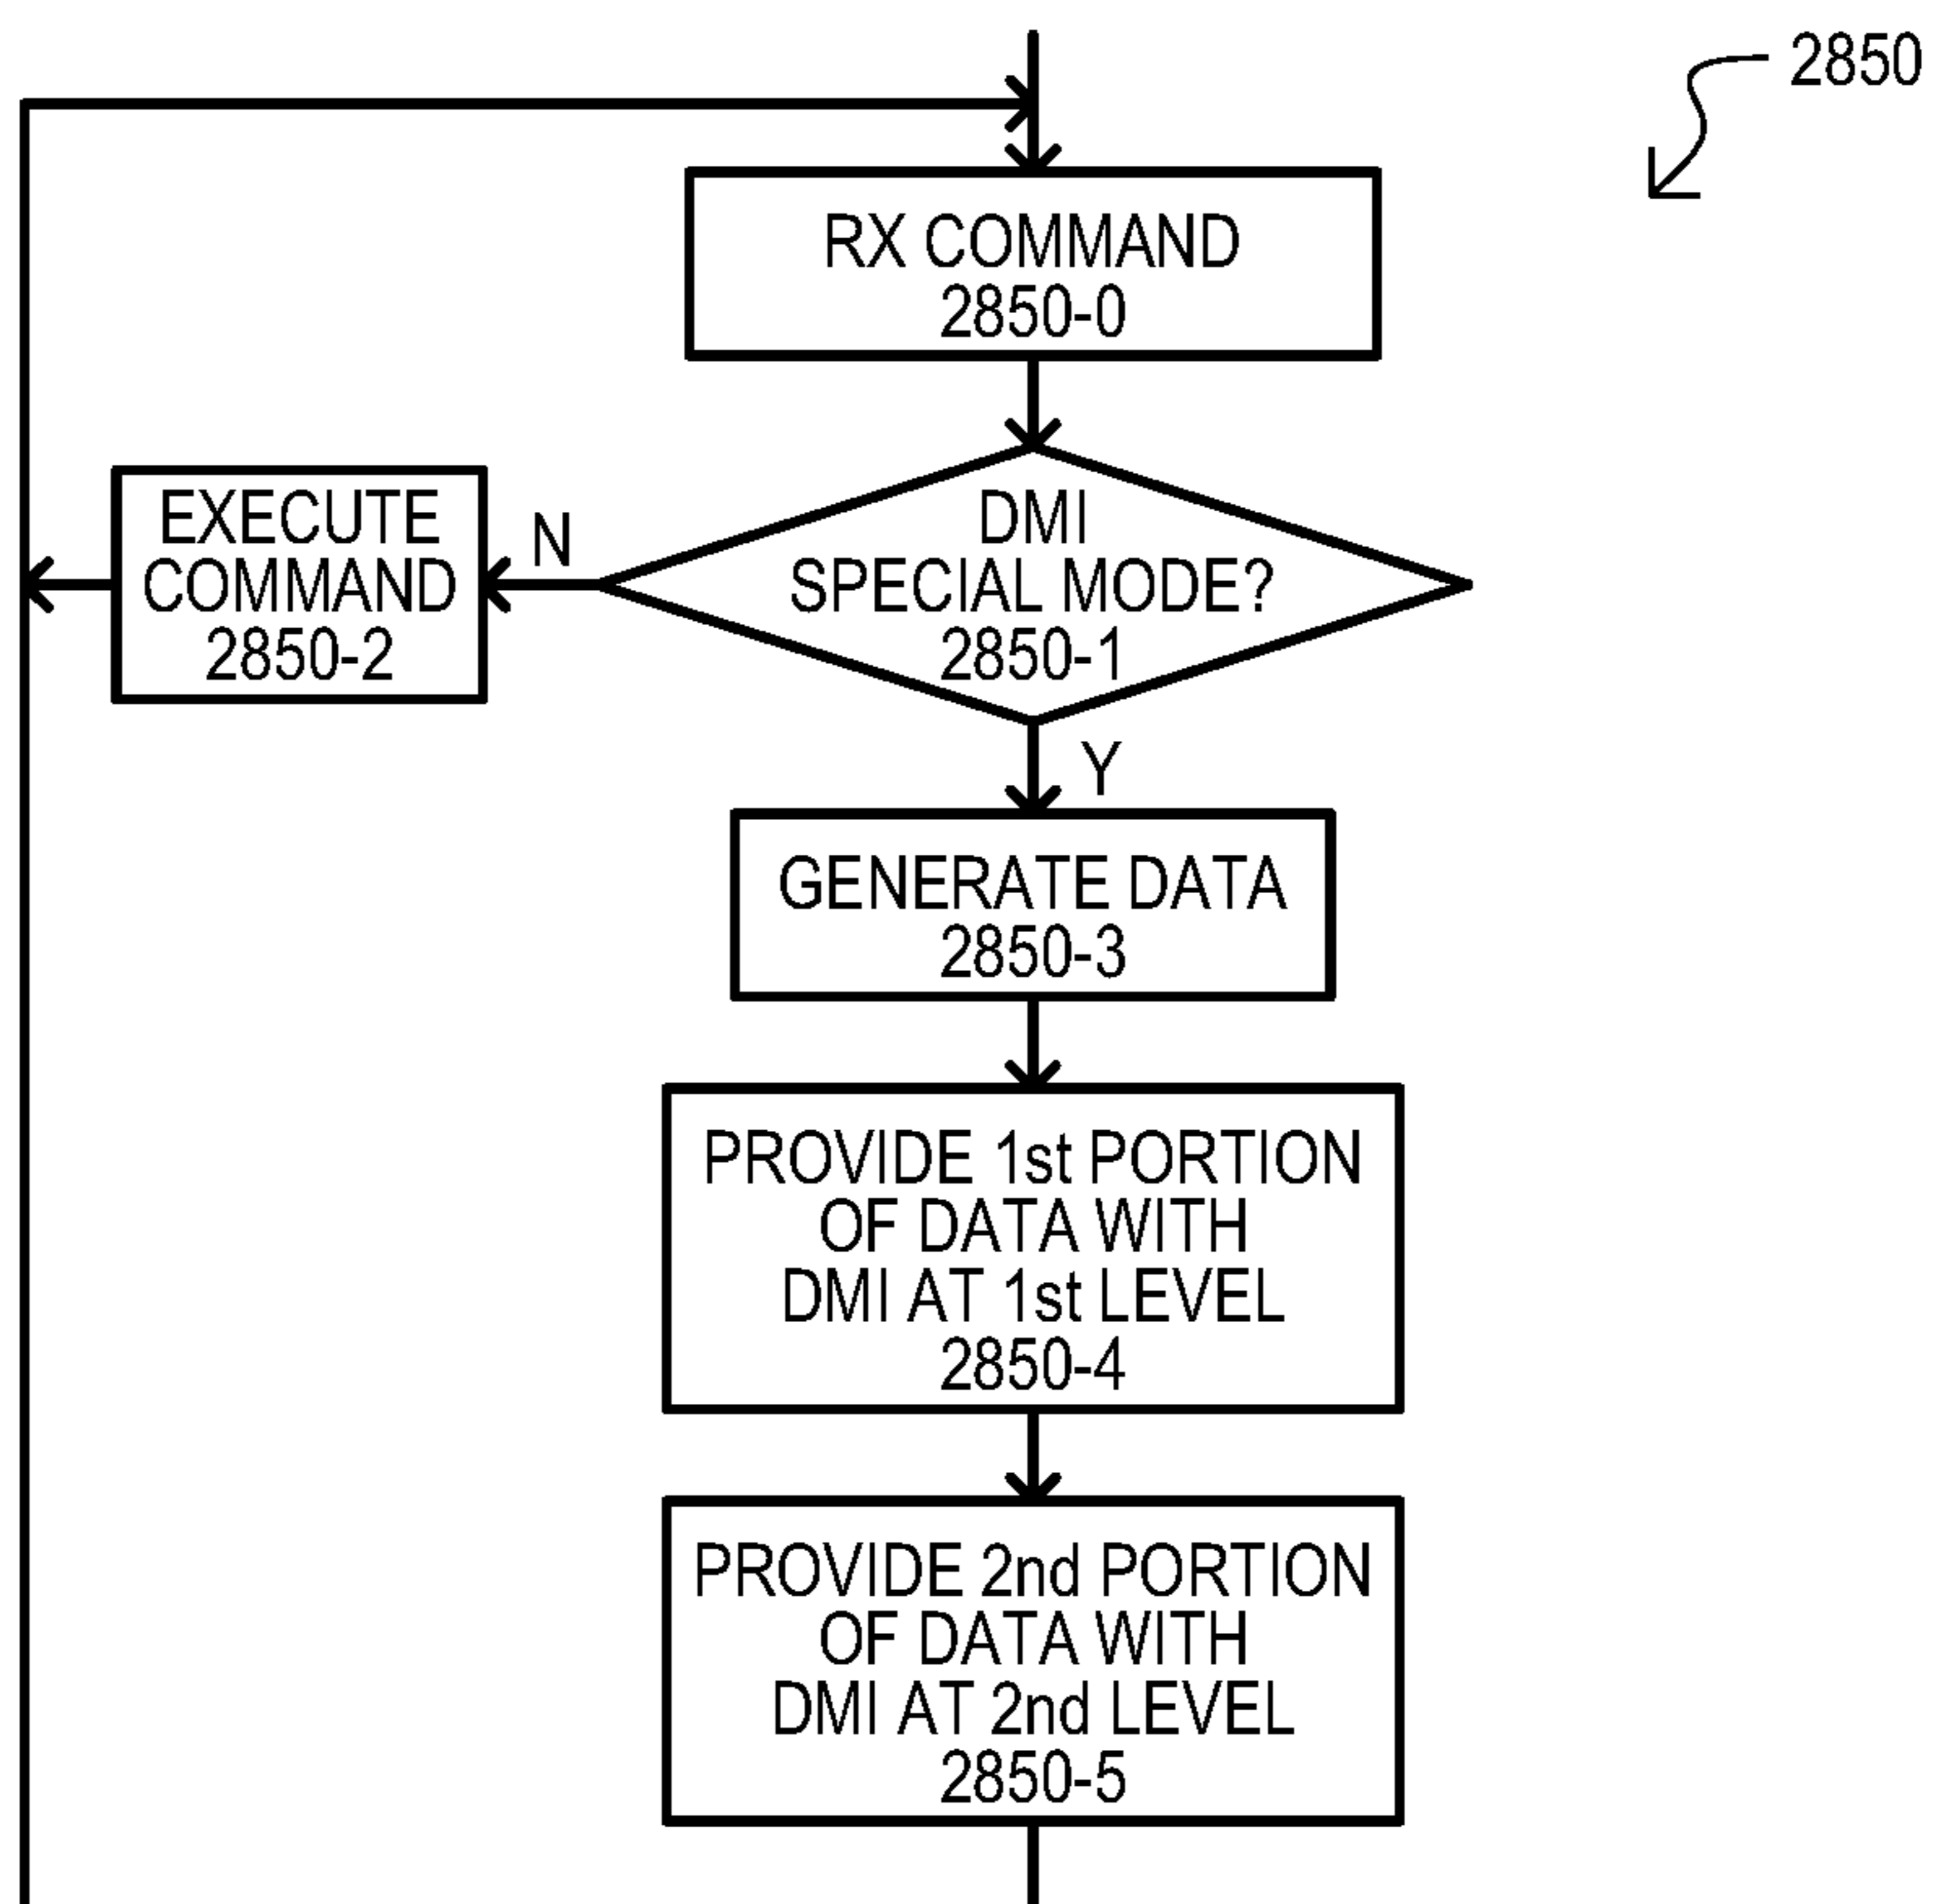 2850
RX COMMAND
2850-0
DMI
SPECIAL MODE?
2850-1
N
EXECUTE
COMMAND
2850-2
Y
GENERATE DATA
2850-3
PROVIDE 1st PORTION
OF DATA WITH
DMI AT 1st LEVEL
2850-4
PROVIDE 2nd PORTION
OF DATA WITH
DMI AT 2nd LEVEL
2850-5